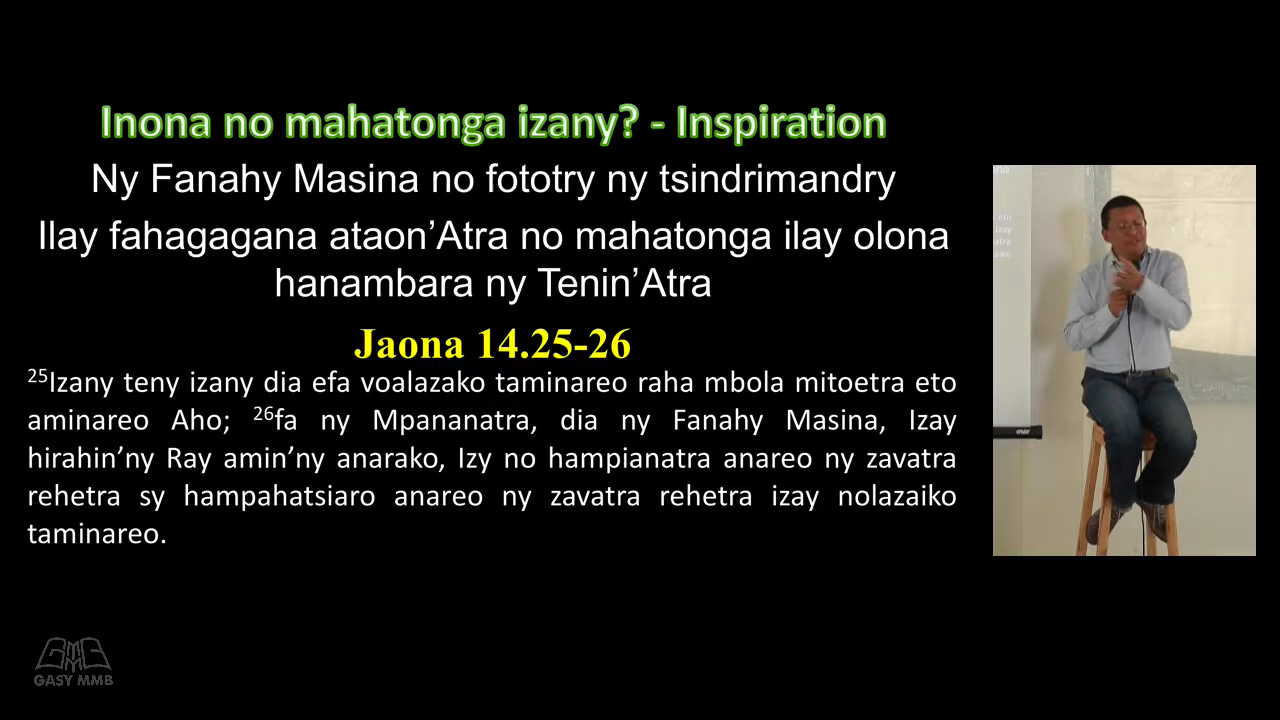 Inona no mahatonga izany? - Inspiration
Ny Fanahy Masina no fototry ny tsindrimandry
Ilay fahagagana ataon’Atra no mahatonga ilay olona
hanambara ny Tenin’Atra
Jaona 14.25-26
25Izany teny izany dia efa voalazako taminareo raha mbola mitoetra eto
aminareo Aho; 26fa ny Mpananatra, dia ny Fanahy Masina, Izay
hirahin’ny Ray amin’ny anarako, Izy no hampianatra anareo ny zavatra
rehetra sy hampahatsiaro anareo ny zavatra rehetra izay nolazaiko
taminareo.
GASY MMB